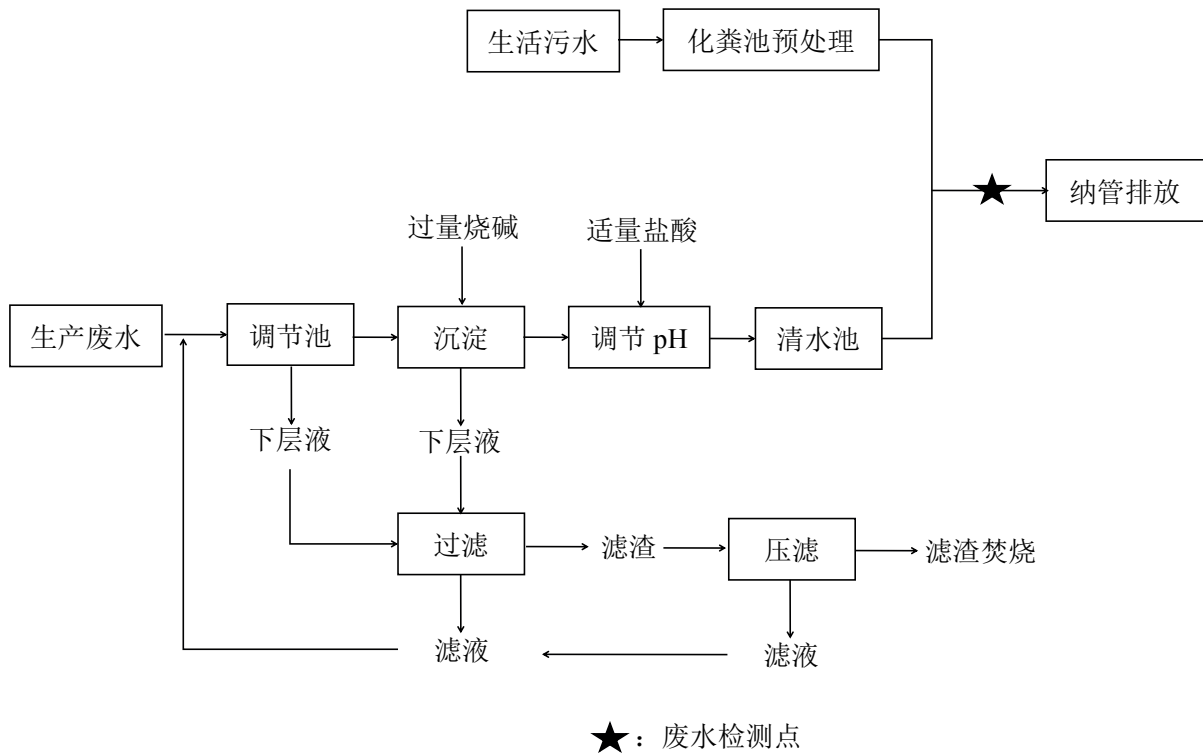 生活污水
化粪池预处理
纳管排放
过量烧碱
适量盐酸
生产废水
调节池
沉淀
调节 pH
清水池
下层液
下层液
过滤
滤渣
压滤
滤渣焚烧
滤液
滤液
★：废水检测点